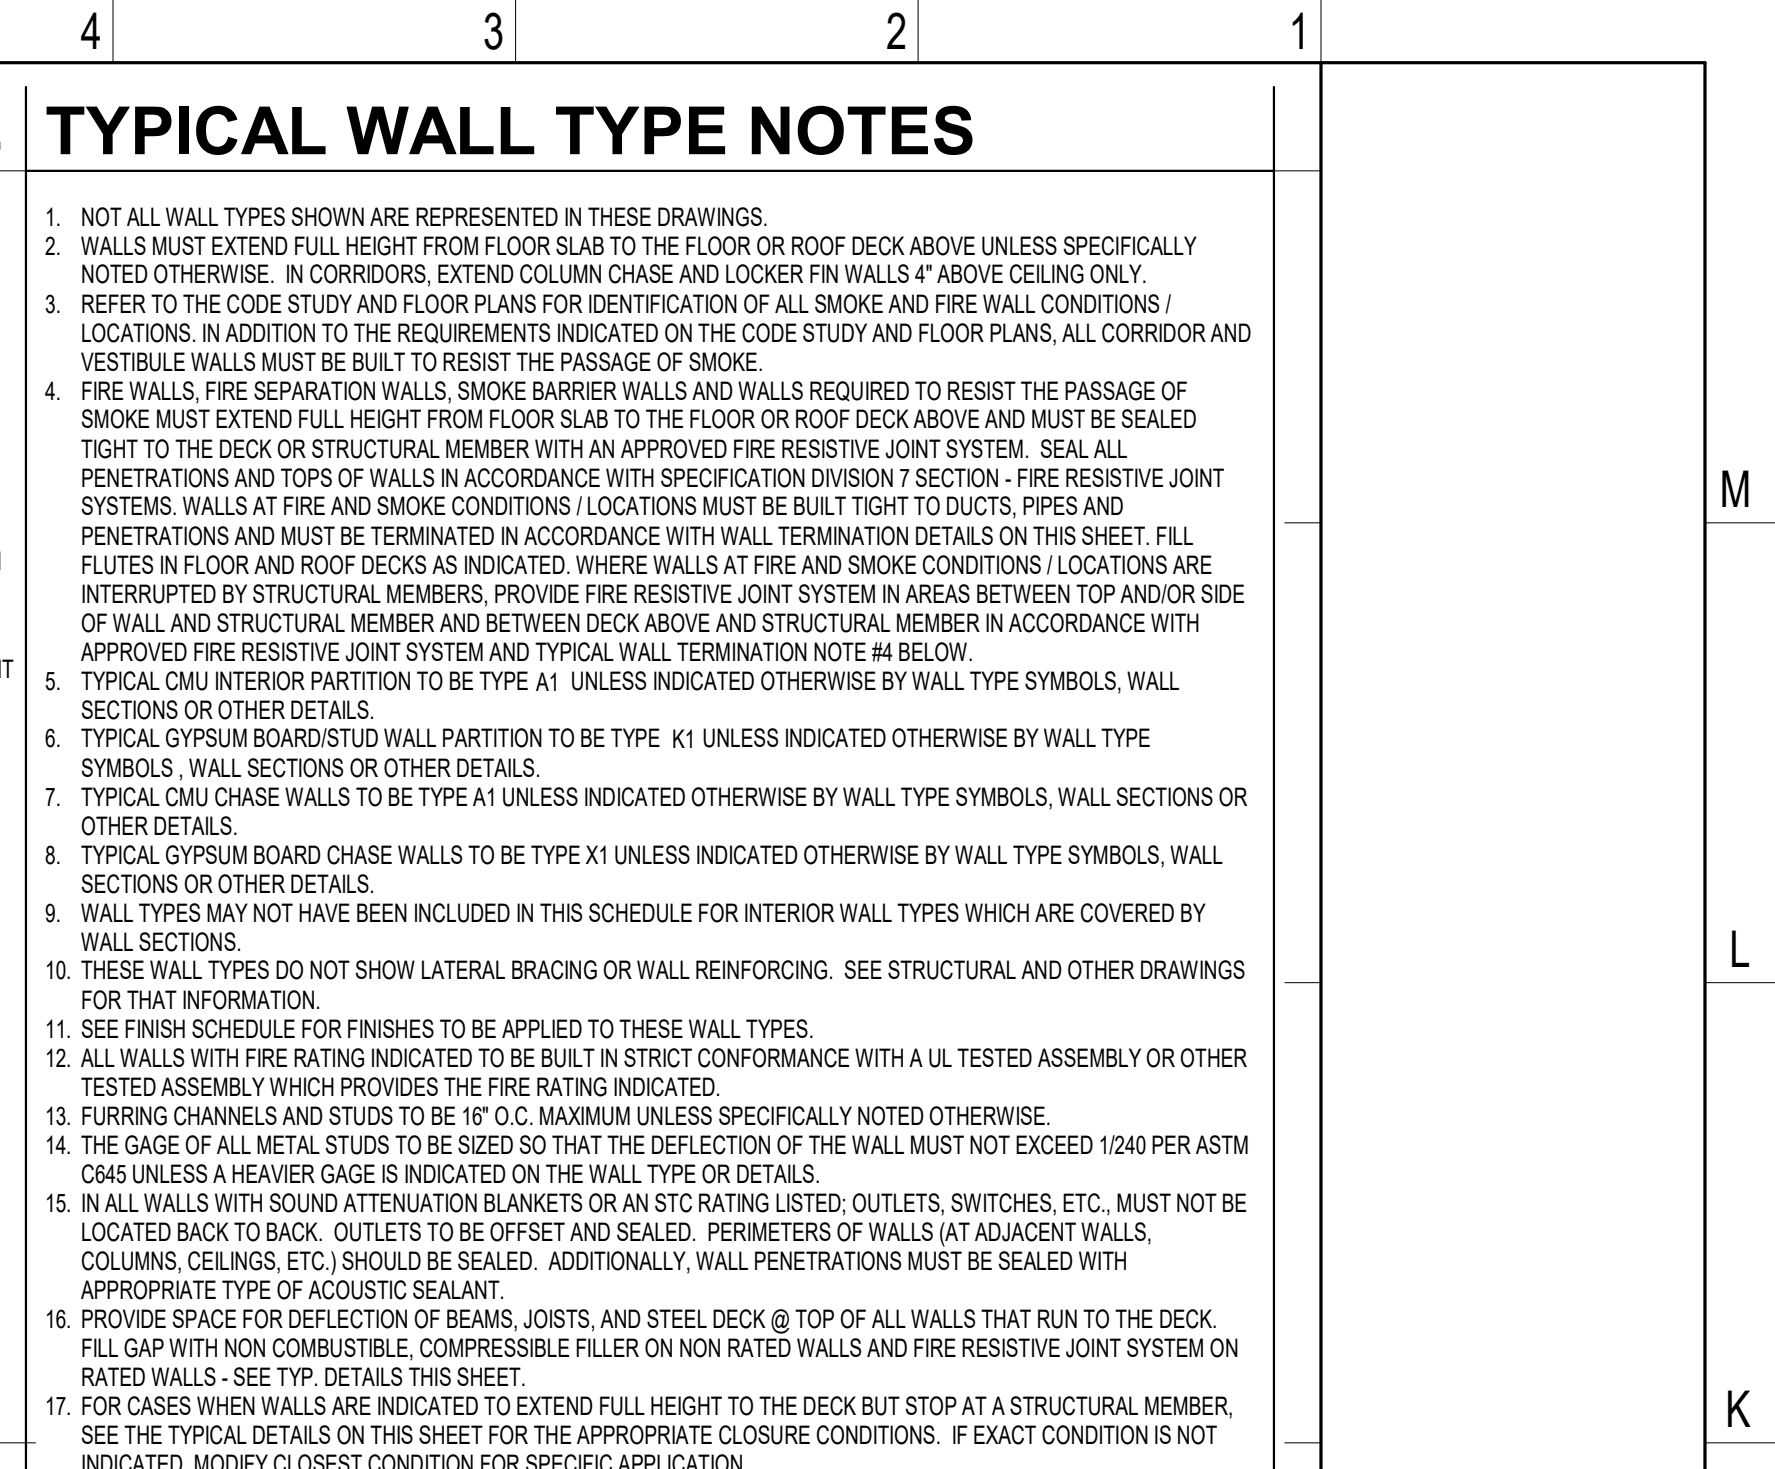 4 3 2 1
TYPICAL WALL TYPE NOTES
1. NOT ALL WALL TYPES SHOWN ARE REPRESENTED IN THESE DRAWINGS.
2. WALLS MUST EXTEND FULL HEIGHT FROM FLOOR SLAB TO THE FLOOR OR ROOF DECK ABOVE UNLESS SPECIFICALLY
NOTED OTHERWISE. IN CORRIDORS, EXTEND COLUMN CHASE AND LOCKER FIN WALLS 4" ABOVE CEILING ONLY.
3. REFER TO THE CODE STUDY AND FLOOR PLANS FOR IDENTIFICATION OF ALL SMOKE AND FIRE WALL CONDITIONS /
LOCATIONS. IN ADDITION TO THE REQUIREMENTS INDICATED ON THE CODE STUDY AND FLOOR PLANS, ALL CORRIDOR AND
VESTIBULE WALLS MUST BE BUILT TO RESIST THE PASSAGE OF SMOKE.
4. FIRE WALLS, FIRE SEPARATION WALLS, SMOKE BARRIER WALLS AND WALLS REQUIRED TO RESIST THE PASSAGE OF
SMOKE MUST EXTEND FULL HEIGHT FROM FLOOR SLAB TO THE FLOOR OR ROOF DECK ABOVE AND MUST BE SEALED
TIGHT TO THE DECK OR STRUCTURAL MEMBER WITH AN APPROVED FIRE RESISTIVE JOINT SYSTEM. SEAL ALL
PENETRATIONS AND TOPS OF WALLS IN ACCORDANCE WITH SPECIFICATION DIVISION 7 SECTION - FIRE RESISTIVE JOINT
SYSTEMS. WALLS AT FIRE AND SMOKE CONDITIONS / LOCATIONS MUST BE BUILT TIGHT TO DUCTS, PIPES AND
PENETRATIONS AND MUST BE TERMINATED IN ACCORDANCE WITH WALL TERMINATION DETAILS ON THIS SHEET. FILL
FLUTES IN FLOOR AND ROOF DECKS AS INDICATED. WHERE WALLS AT FIRE AND SMOKE CONDITIONS / LOCATIONS ARE
INTERRUPTED BY STRUCTURAL MEMBERS, PROVIDE FIRE RESISTIVE JOINT SYSTEM IN AREAS BETWEEN TOP AND/OR SIDE
OF WALL AND STRUCTURAL MEMBER AND BETWEEN DECK ABOVE AND STRUCTURAL MEMBER IN ACCORDANCE WITH
APPROVED FIRE RESISTIVE JOINT SYSTEM AND TYPICAL WALL TERMINATION NOTE #4 BELOW.
5. TYPICAL CMU INTERIOR PARTITION TO BE TYPE A1 UNLESS INDICATED OTHERWISE BY WALL TYPE SYMBOLS, WALL
SECTIONS OR OTHER DETAILS.
6. TYPICAL GYPSUM BOARD/STUD WALL PARTITION TO BE TYPE K1 UNLESS INDICATED OTHERWISE BY WALL TYPE
SYMBOLS , WALL SECTIONS OR OTHER DETAILS.
7. TYPICAL CMU CHASE WALLS TO BE TYPE A1 UNLESS INDICATED OTHERWISE BY WALL TYPE SYMBOLS, WALL SECTIONS OR
OTHER DETAILS.
8. TYPICAL GYPSUM BOARD CHASE WALLS TO BE TYPE X1 UNLESS INDICATED OTHERWISE BY WALL TYPE SYMBOLS, WALL
SECTIONS OR OTHER DETAILS.
9. WALL TYPES MAY NOT HAVE BEEN INCLUDED IN THIS SCHEDULE FOR INTERIOR WALL TYPES WHICH ARE COVERED BY
WALL SECTIONS.
10. THESE WALL TYPES DO NOT SHOW LATERAL BRACING OR WALL REINFORCING. SEE STRUCTURAL AND OTHER DRAWINGS
FOR THAT INFORMATION.
11. SEE FINISH SCHEDULE FOR FINISHES TO BE APPLIED TO THESE WALL TYPES.
12. ALL WALLS WITH FIRE RATING INDICATED TO BE BUILT IN STRICT CONFORMANCE WITH A UL TESTED ASSEMBLY OR OTHER
TESTED ASSEMBLY WHICH PROVIDES THE FIRE RATING INDICATED.
13. FURRING CHANNELS AND STUDS TO BE 16" O.C. MAXIMUM UNLESS SPECIFICALLY NOTED OTHERWISE.
14. THE GAGE OF ALL METAL STUDS TO BE SIZED SO THAT THE DEFLECTION OF THE WALL MUST NOT EXCEED 1/240 PER ASTM
C645 UNLESS A HEAVIER GAGE IS INDICATED ON THE WALL TYPE OR DETAILS.
15. IN ALL WALLS WITH SOUND ATTENUATION BLANKETS OR AN STC RATING LISTED; OUTLETS, SWITCHES, ETC., MUST NOT BE
LOCATED BACK TO BACK. OUTLETS TO BE OFFSET AND SEALED. PERIMETERS OF WALLS (AT ADJACENT WALLS,
COLUMNS, CEILINGS, ETC.) SHOULD BE SEALED. ADDITIONALLY, WALL PENETRATIONS MUST BE SEALED WITH
APPROPRIATE TYPE OF ACOUSTIC SEALANT.
16. PROVIDE SPACE FOR DEFLECTION OF BEAMS, JOISTS, AND STEEL DECK @ TOP OF ALL WALLS THAT RUN TO THE DECK.
FILL GAP WITH NON COMBUSTIBLE, COMPRESSIBLE FILLER ON NON RATED WALLS AND FIRE RESISTIVE JOINT SYSTEM ON
RATED WALLS - SEE TYP. DETAILS THIS SHEET.
17. FOR CASES WHEN WALLS ARE INDICATED TO EXTEND FULL HEIGHT TO THE DECK BUT STOP AT A STRUCTURAL MEMBER,
SEE THE TYPICAL DETAILS ON THIS SHEET FOR THE APPROPRIATE CLOSURE CONDITIONS. IF EXACT CONDITION IS NOT
INDICATED, MODIFY CLOSEST CONDITION FOR SPECIFIC APPLICATION.
M
L
K